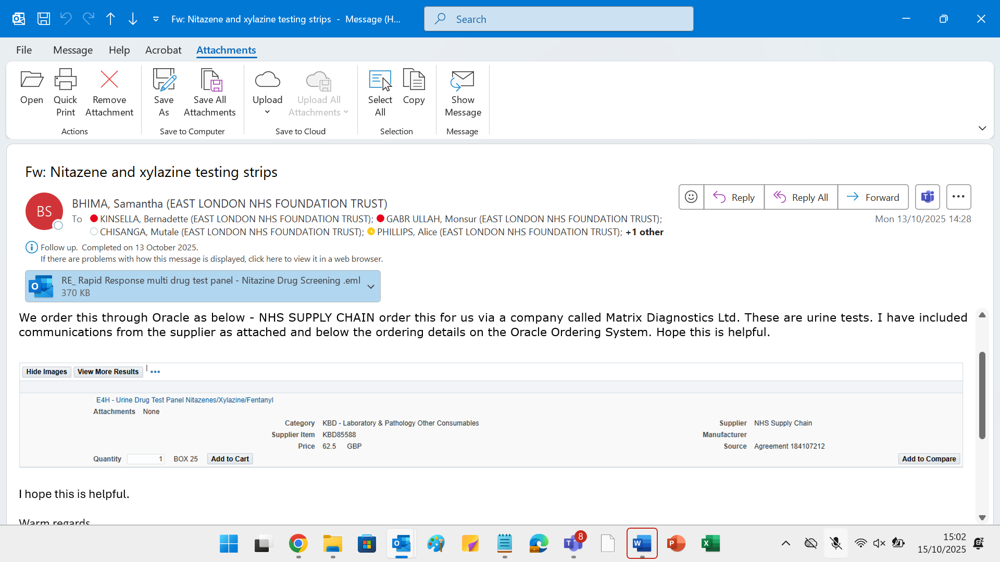 Fw: Nitazene and xylazine testing strips - Message (H...
Search
File Message Help Acrobat Attachments
Open
Quick Print
Remove Attachment
Actions
Save As
Save All Attachments
Save to Computer
Upload
Upload All Attachments
Save to Cloud
Select All
Copy
Selection
Show Message
Message
Fw: Nitazene and xylazine testing strips
BS
BHIMA, Samantha (EAST LONDON NHS FOUNDATION TRUST)
To KINSELLA, Bernadette (EAST LONDON NHS FOUNDATION TRUST); GABR ULLAH, Monsur (EAST LONDON NHS FOUNDATION TRUST);
CHISANGA, Mutale (EAST LONDON NHS FOUNDATION TRUST); PHILLIPS, Alice (EAST LONDON NHS FOUNDATION TRUST); +1 other
Reply Reply All Forward
Mon 13/10/2025 14:28
Follow up. Completed on 13 October 2025.
If there are problems with how this message is displayed, click here to view it in a web browser.
RE_ Rapid Response multi drug test panel - Nitazine Drug Screening .eml
370 KB
We order this through Oracle as below - NHS SUPPLY CHAIN order this for us via a company called Matrix Diagnostics Ltd. These are urine tests. I have included
communications from the supplier as attached and below the ordering details on the Oracle Ordering System. Hope this is helpful.
Hide Images View More Results | •••
E4H - Urine Drug Test Panel Nitazenes/Xylazine/Fentanyl
Attachments None
Category KBD - Laboratory & Pathology Other Consumables Supplier NHS Supply Chain
Supplier Item KBD85588 Manufacturer
Price 62.5 GBP Source Agreement 184107212
Quantity 1 BOX 25 Add to Cart Add to Compare
I hope this is helpful.
Warm regards
8
15:02
15/10/2025